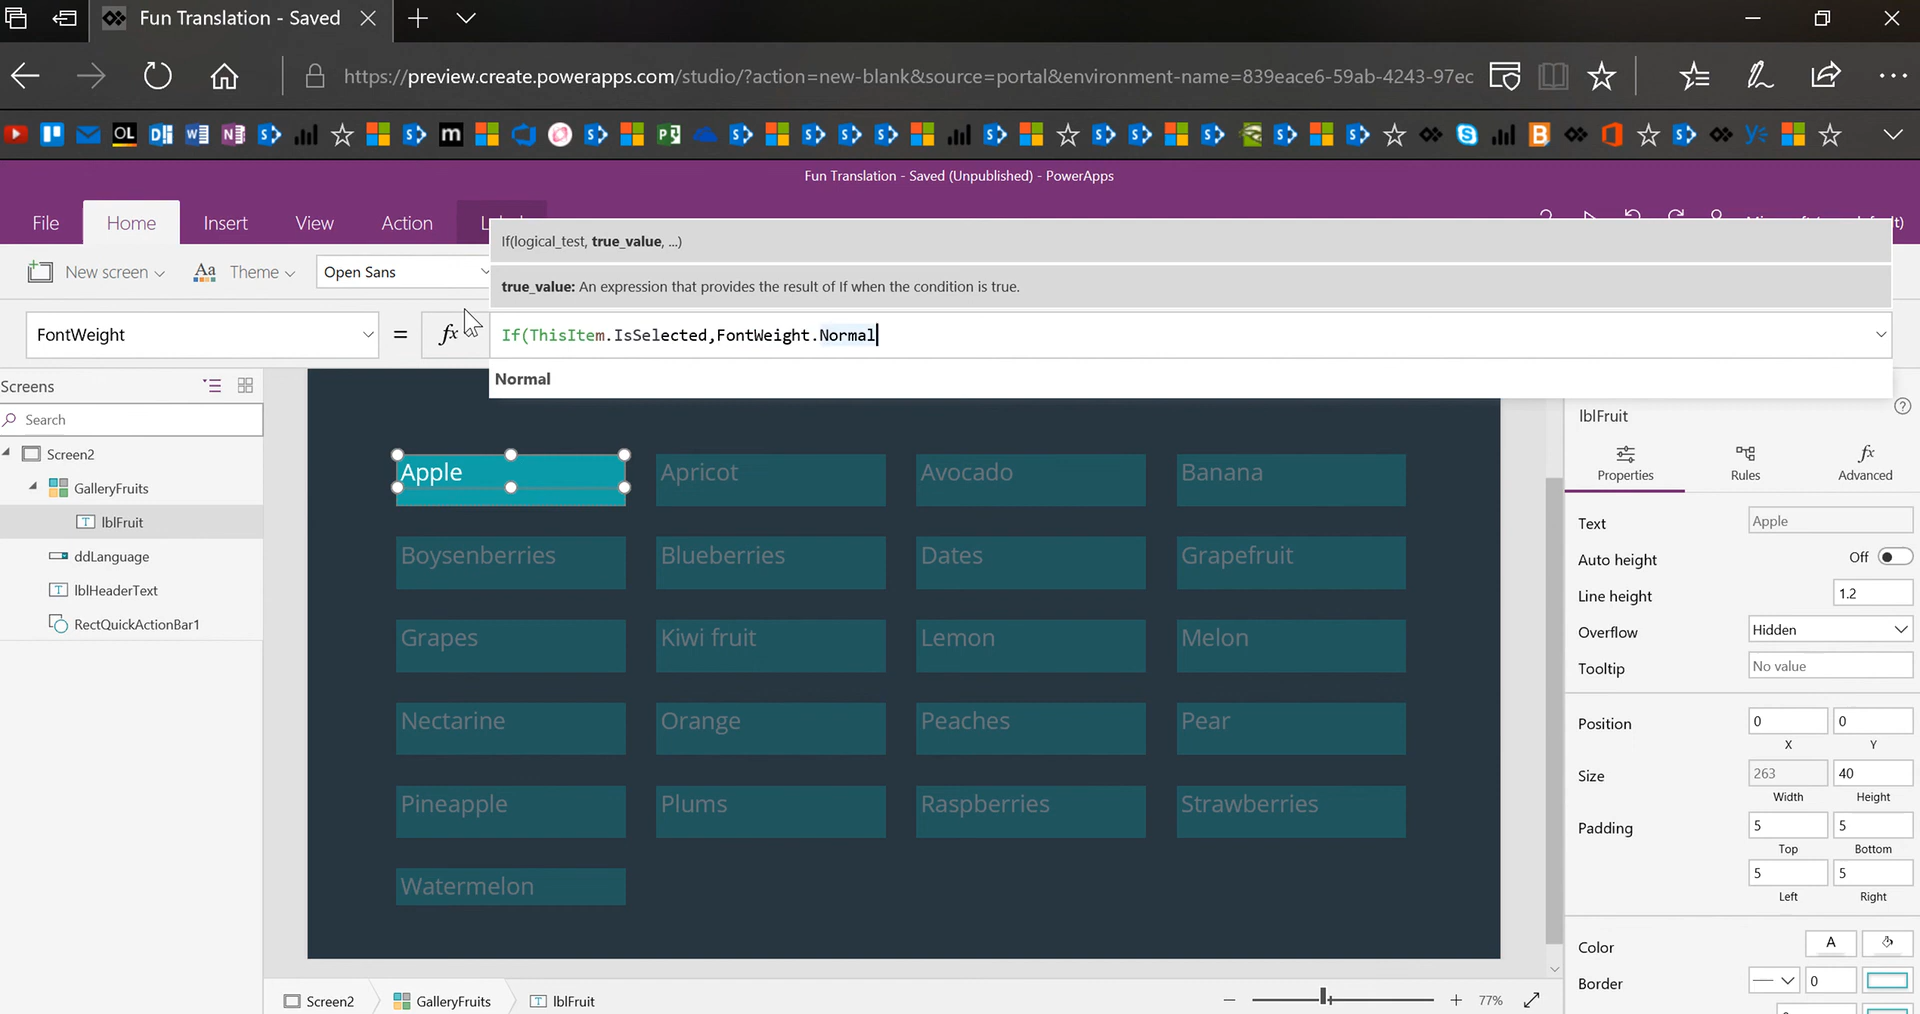 Fun Translation - Saved
https://preview.create.powerapps.com/studio/?action=new-blank&source=portal&environment-name=839eace6-59ab-4243-97ec
OL
Fun Translation - Saved (Unpublished) - PowerApps
File Home Insert View Action
If(logical_test, true_value, ...)
New screen Theme Open Sans
true_value: An expression that provides the result of If when the condition is true.
FontWeight = fx If(ThisItem.IsSelected,FontWeight.Normal
Normal
Screens
Search
Screen2
GalleryFruits
lblFruit
ddLanguage
lblHeaderText
RectQuickActionBar1
Apple Apricot Avocado Banana
Boysenberries Blueberries Dates Grapefruit
Grapes Kiwi fruit Lemon Melon
Nectarine Orange Peaches Pear
Pineapple Plums Raspberries Strawberries
Watermelon
lblFruit
Properties Rules Advanced
Text Apple
Auto height Off
Line height 1.2
Overflow Hidden
Tooltip No value
Position 0 0
X Y
Size 263 40
Width Height
Padding 5 5
Top Bottom
5 5
Left Right
Color A
Border 0
Screen2 GalleryFruits lblFruit
77%